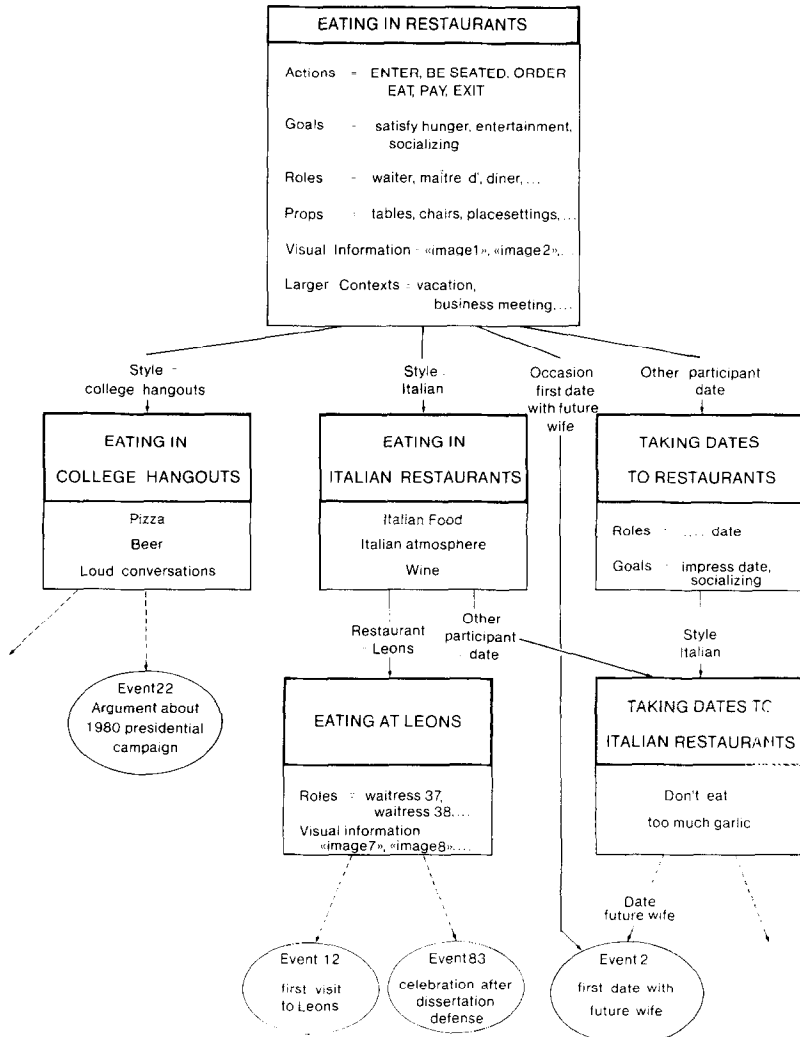 EATING IN RESTAURANTS
Actions = ENTER, BE SEATED, ORDER
EAT, PAY, EXIT
Goals - satisfy hunger, entertainment,
socializing
Roles - waiter, maitre d', diner, ...
Props = tables, chairs, placesettings, ...
Visual Information = «image1», «image2», ...
Larger Contexts = vacation,
business meeting....
Style =
college hangouts
Style =
Italian
Occasion
first date
with future
wife
Other participant
date
EATING IN
COLLEGE HANGOUTS
Pizza
Beer
Loud conversations
EATING IN
ITALIAN RESTAURANTS
Italian Food
Italian atmosphere
Wine
TAKING DATES
TO RESTAURANTS
Roles = .... date
Goals = impress date,
socializing
Restaurant
= Leons
Other
participant
= date
Style
Italian
Event22
Argument about
1980 presidential
campaign
EATING AT LEONS
Roles = waitress 37,
waitress 38....
Visual information
«image7», «image8»....
TAKING DATES TO
ITALIAN RESTAURANTS
Don't eat
too much garlic
Date
future wife
Event 12
first visit
to Leons
Event83
celebration after
dissertation
defense
Event 2
first date with
future wife